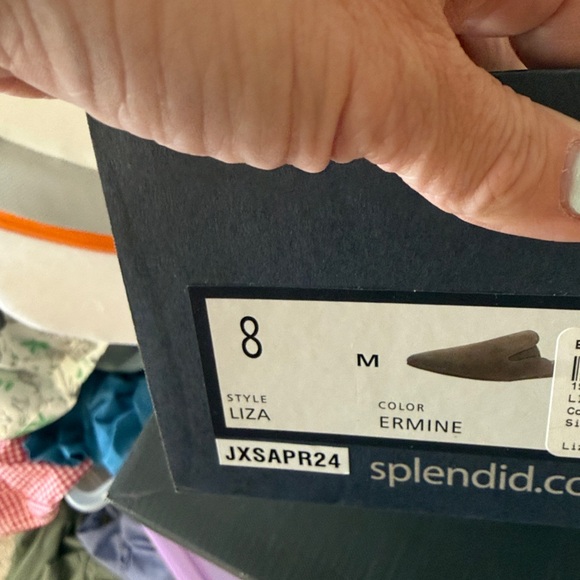 8
M
STYLE
LIZA
COLOR
ERMINE
JXSAPR24
splendid.co